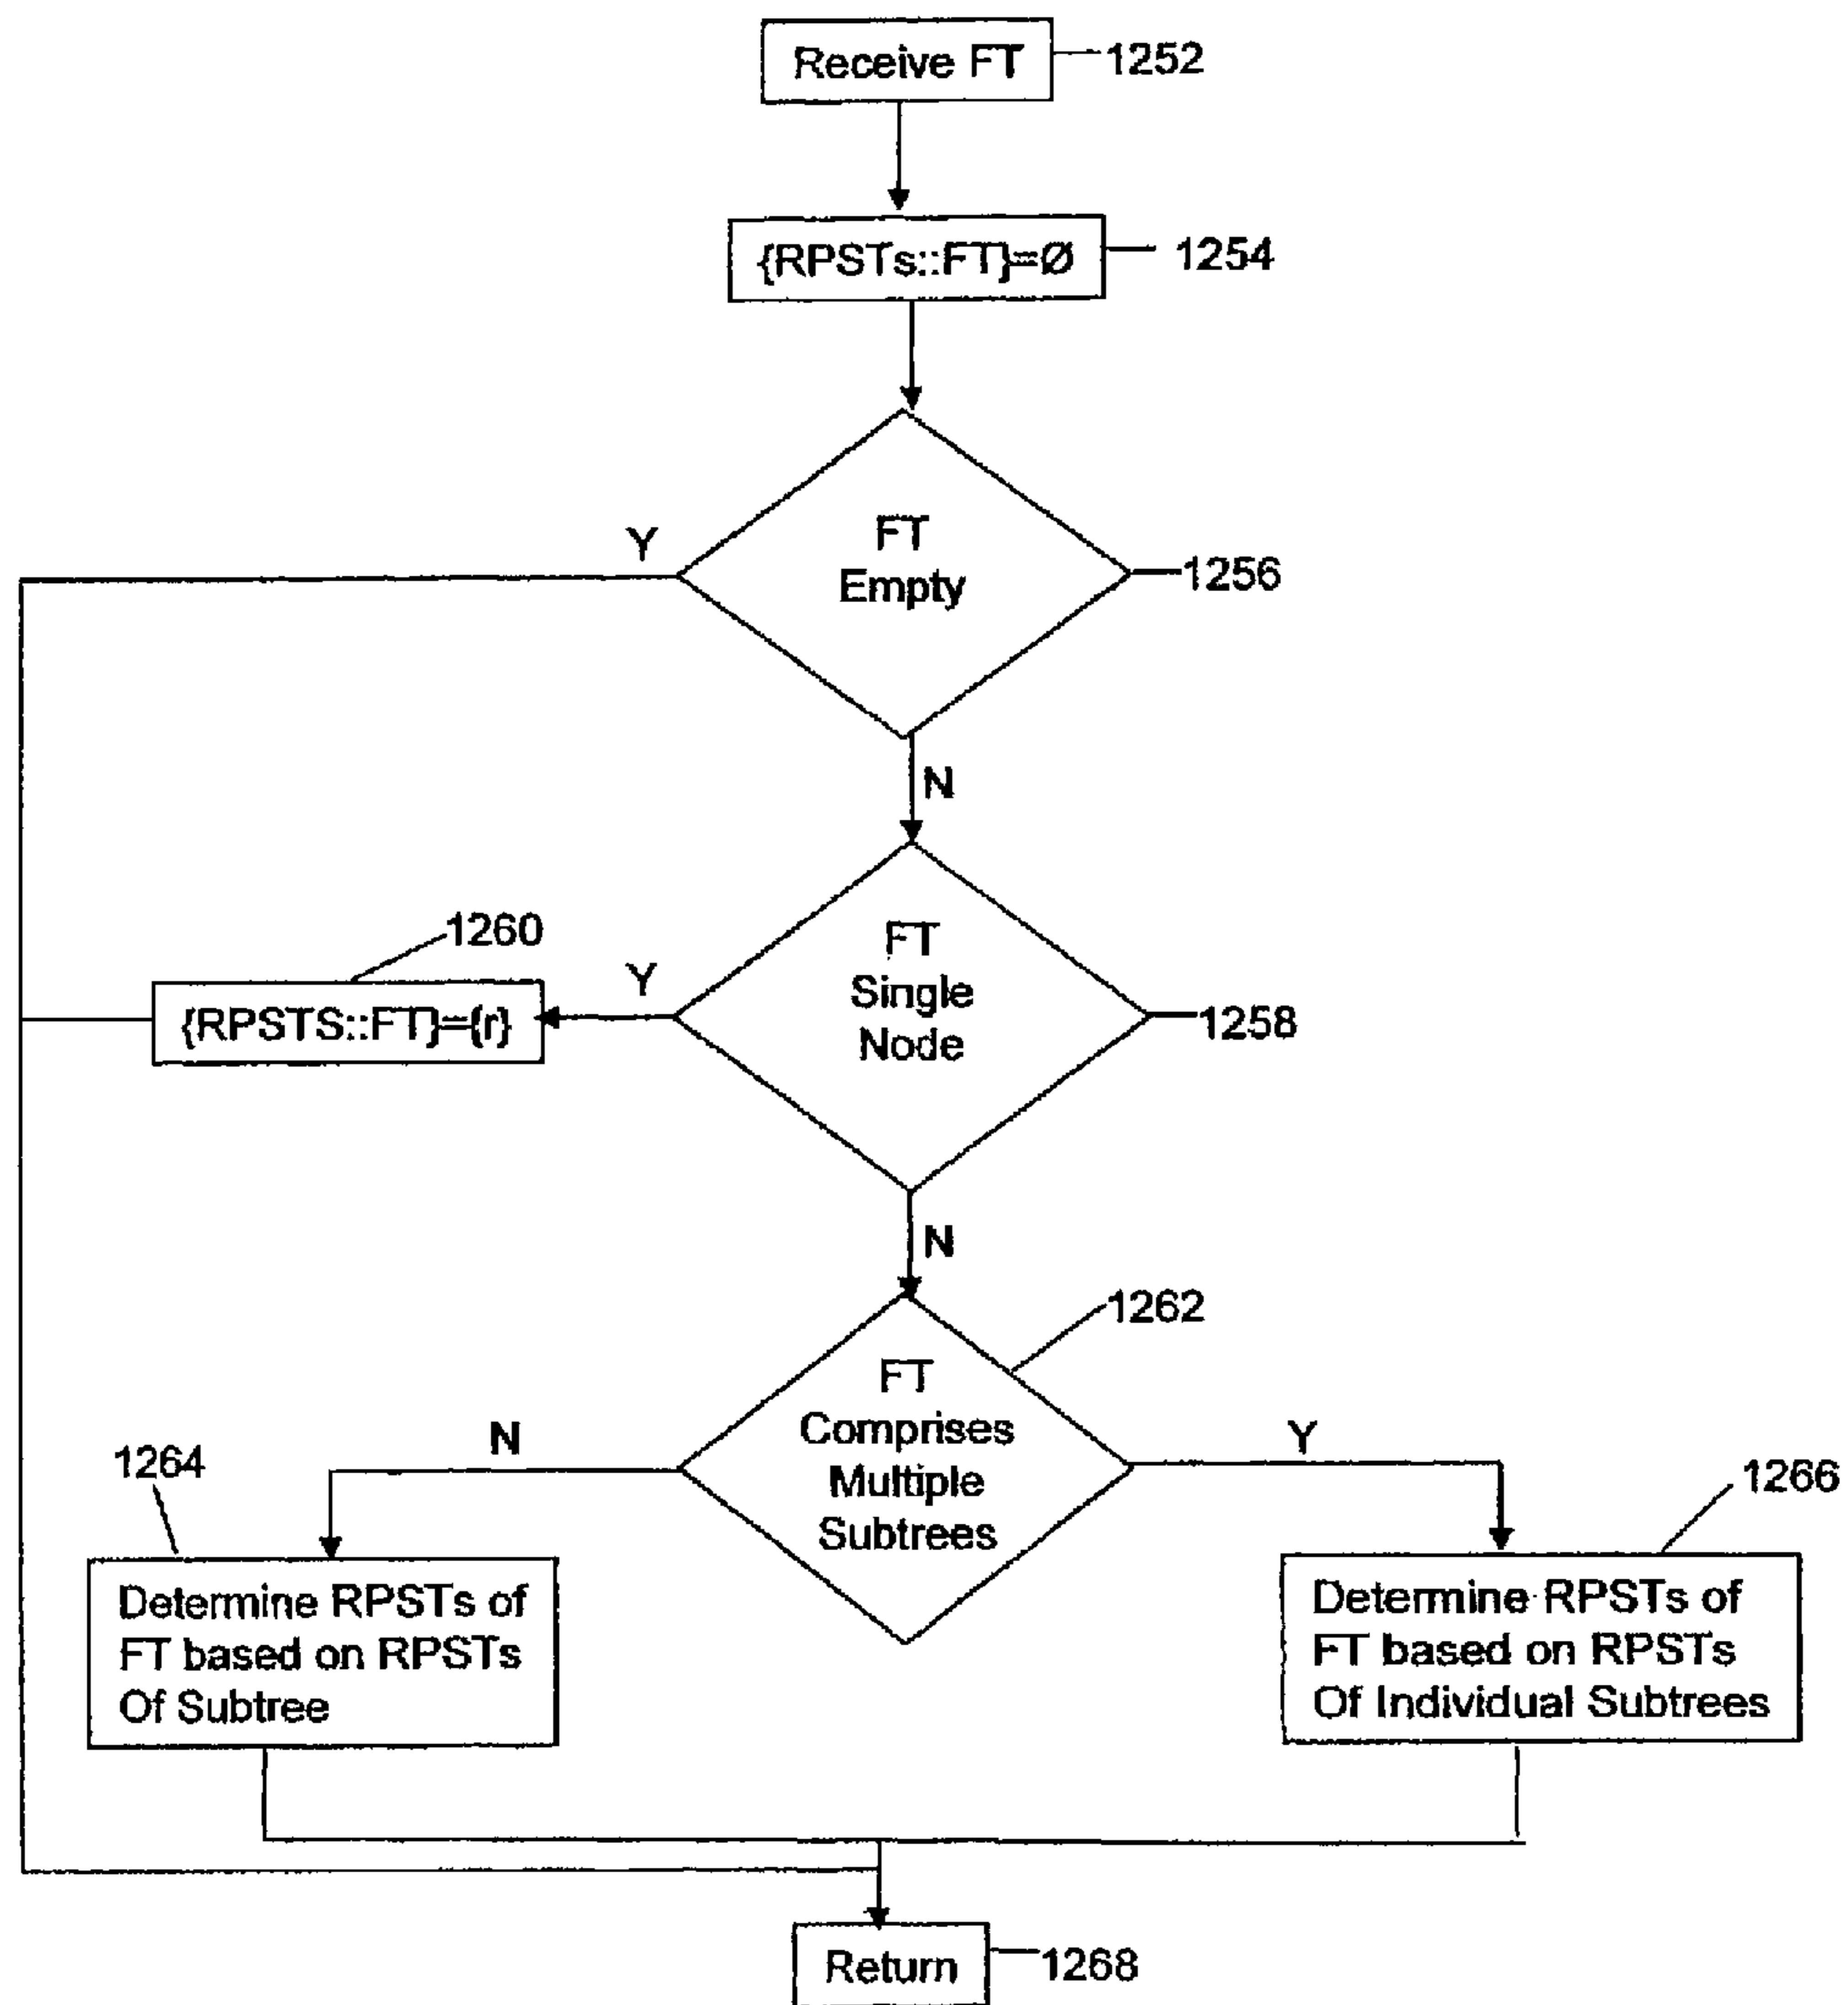 Receive FT
1252
{RPSTs::FT}=Ø
1254
FT
Empty
1256
Y
N
FT
Single
Node
1258
Y
1260
{RPSTS::FT}={r}
N
1262
FT
Comprises
Multiple
Subtrees
N
Y
1264
1266
Determine RPSTs of
FT based on RPSTs
Of Subtree
Determine RPSTs of
FT based on RPSTs
Of Individual Subtrees
Return
1268